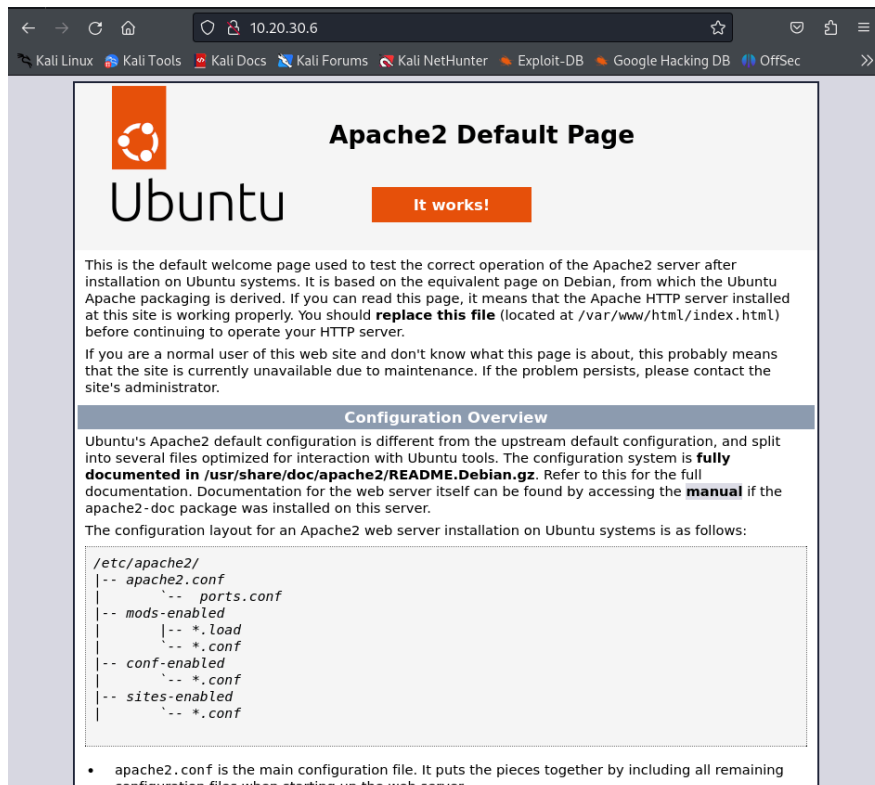 10.20.30.6
Kali Linux Kali Tools Kali Docs Kali Forums Kali NetHunter Exploit-DB Google Hacking DB OffSec
Apache2 Default Page
Ubuntu
It works!
This is the default welcome page used to test the correct operation of the Apache2 server after
installation on Ubuntu systems. It is based on the equivalent page on Debian, from which the Ubuntu
Apache packaging is derived. If you can read this page, it means that the Apache HTTP server installed
at this site is working properly. You should replace this file (located at /var/www/html/index.html)
before continuing to operate your HTTP server.
If you are a normal user of this web site and don't know what this page is about, this probably means
that the site is currently unavailable due to maintenance. If the problem persists, please contact the
site's administrator.
Configuration Overview
Ubuntu's Apache2 default configuration is different from the upstream default configuration, and split
into several files optimized for interaction with Ubuntu tools. The configuration system is fully
documented in /usr/share/doc/apache2/README.Debian.gz. Refer to this for the full
documentation. Documentation for the web server itself can be found by accessing the manual if the
apache2-doc package was installed on this server.
The configuration layout for an Apache2 web server installation on Ubuntu systems is as follows:
/etc/apache2/
|-- apache2.conf
|       `--  ports.conf
|-- mods-enabled
|       |-- *.load
|       `-- *.conf
|-- conf-enabled
|       `-- *.conf
|-- sites-enabled
|       `-- *.conf
• apache2.conf is the main configuration file. It puts the pieces together by including all remaining
configuration files when starting up the web server.